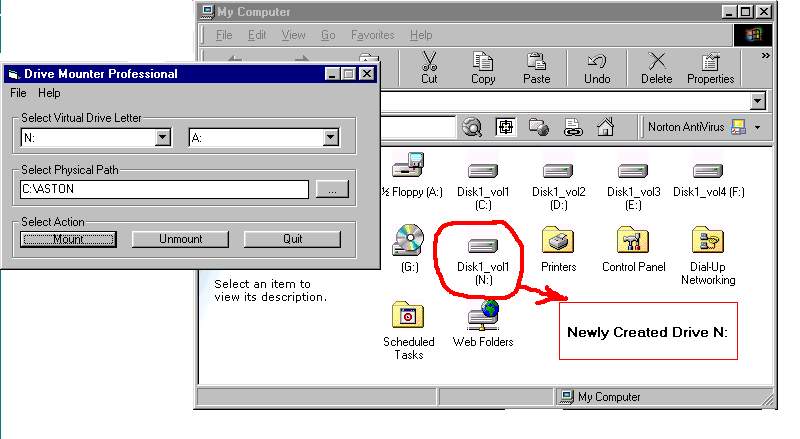 My Computer
File Edit View Go Favorites Help
Cut Copy Paste Undo Delete Properties »
Norton AntiVirus
Drive Mounter Professional
File Help
Select Virtual Drive Letter
N: A:
Select Physical Path
C:\ASTON ...
Select Action
Mount Unmount Quit
½ Floppy (A:) Disk1_vol1 (C:) Disk1_vol2 (D:) Disk1_vol3 (E:) Disk1_vol4 (F:)
(G:) Disk1_vol1 (N:) Printers Control Panel Dial-Up Networking
Select an item to
view its description.
Scheduled Tasks Web Folders
Newly Created Drive N:
My Computer